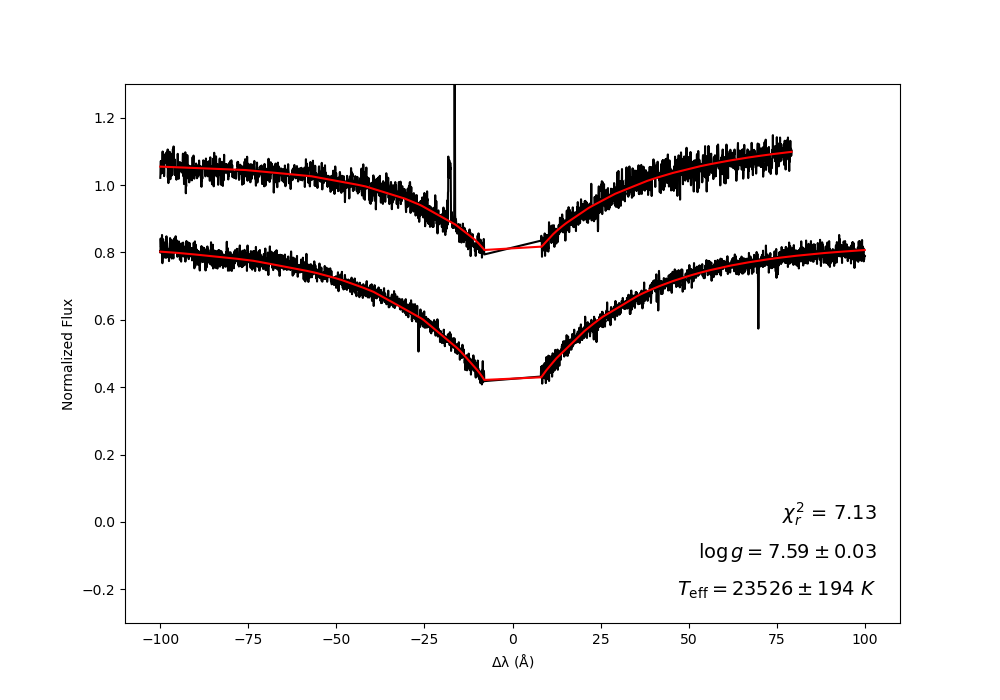 1.2
1.0
0.8
0.6
0.4
0.2
0.0
−0.2
Normalized Flux
χ²ᵣ = 7.13
log g = 7.59 ± 0.03
T_eff = 23526 ± 194 K
−100 −75 −50 −25 0 25 50 75 100
Δλ (Å)